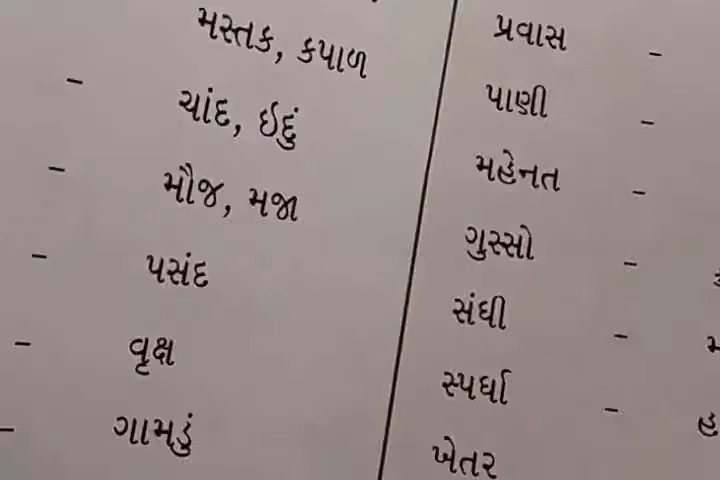 મસ્તક, કપાળ
- ચાંદ, ઈદું
- મૌજ, મજા
- પસંદ
- વૃક્ષ
- ગામડું
પ્રવાસ -
પાણી -
મહેનત -
ગુસ્સો -
સંધી -
સ્પર્ધા -
ખેતર